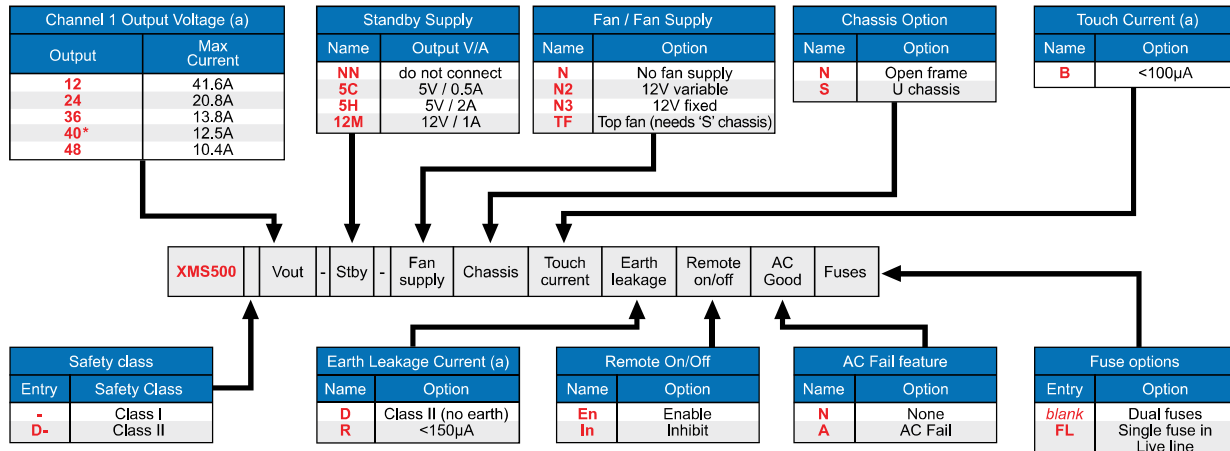 Channel 1 Output Voltage (a)
Output Max Current
12 41.6A
24 20.8A
36 13.8A
40* 12.5A
48 10.4A
Standby Supply
Name Output V/A
NN do not connect
5C 5V / 0.5A
5H 5V / 2A
12M 12V / 1A
Fan / Fan Supply
Name Option
N No fan supply
N2 12V variable
N3 12V fixed
TF Top fan (needs 'S' chassis)
Chassis Option
Name Option
N Open frame
S U chassis
Touch Current (a)
Name Option
B <100µA
XMS500 Vout - Stby - Fan supply Chassis Touch current Earth leakage Remote on/off AC Good Fuses
Safety class
Entry Safety Class
- Class I
D- Class II
Earth Leakage Current (a)
Name Option
D Class II (no earth)
R <150µA
Remote On/Off
Name Option
En Enable
In Inhibit
AC Fail feature
Name Option
N None
A AC Fail
Fuse options
Entry Option
blank Dual fuses
FL Single fuse in
Live line